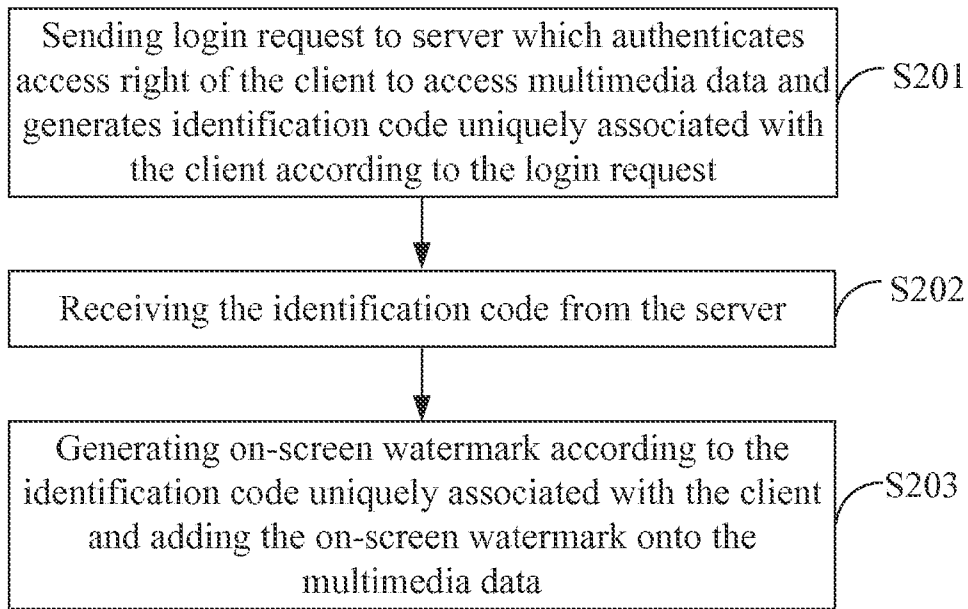 Sending login request to server which authenticates
access right of the client to access multimedia data and
generates identification code uniquely associated with
the client according to the login request
S201
Receiving the identification code from the server
S202
Generating on-screen watermark according to the
identification code uniquely associated with the client
and adding the on-screen watermark onto the
multimedia data
S203